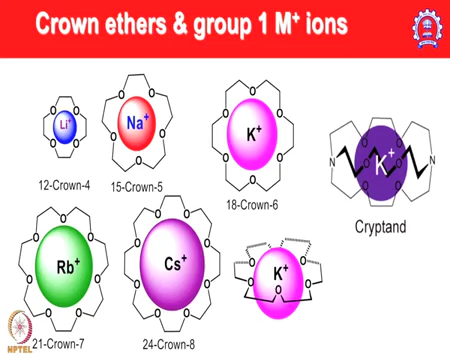 Crown ethers & group 1 M⁺ ions
Li⁺
Na⁺
K⁺
K⁺
12-Crown-4
15-Crown-5
18-Crown-6
Cryptand
Rb⁺
Cs⁺
K⁺
21-Crown-7
24-Crown-8
NPTEL